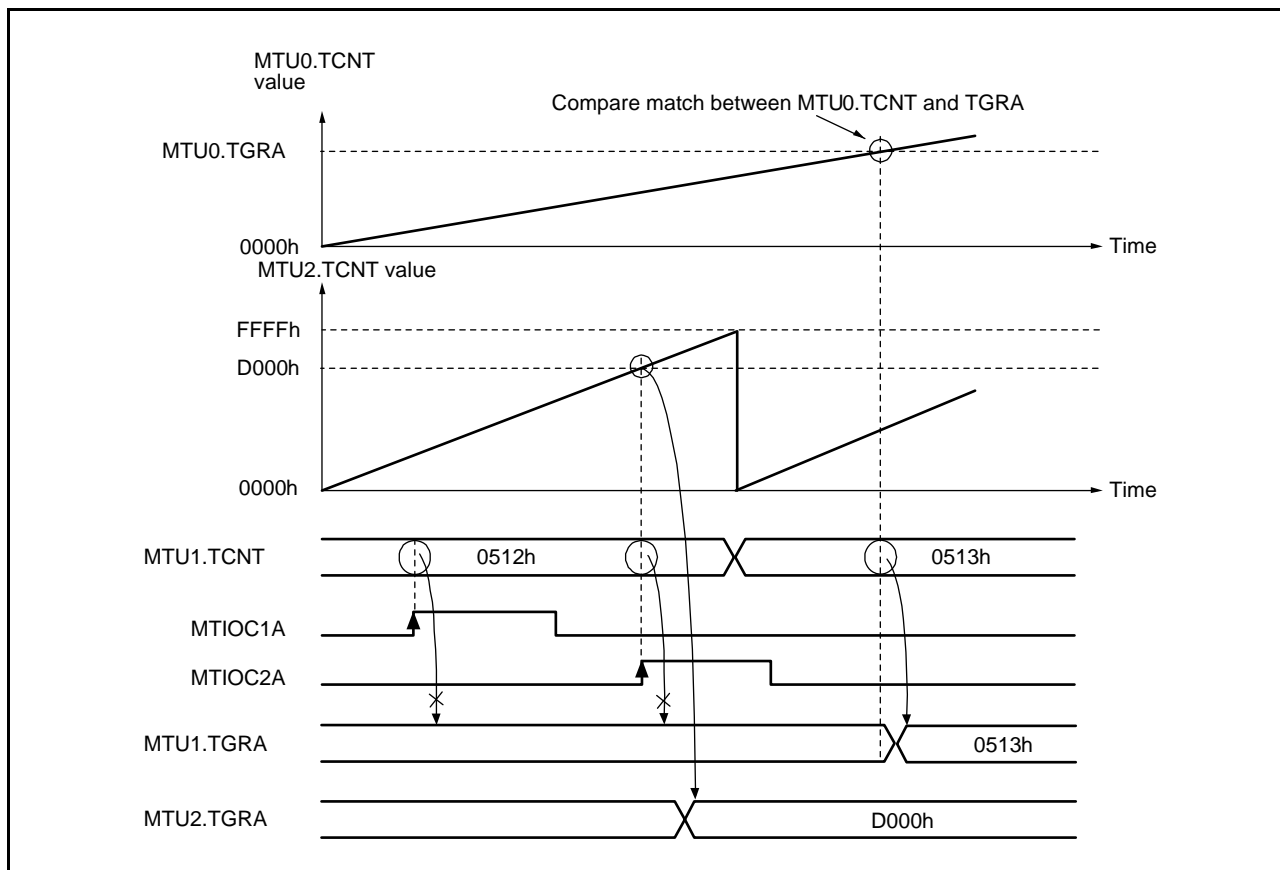 MTU0.TCNT
value
Compare match between MTU0.TCNT and TGRA
MTU0.TGRA
0000h
Time
MTU2.TCNT value
FFFFh
D000h
0000h
Time
MTU1.TCNT
0512h
0513h
MTIOC1A
MTIOC2A
MTU1.TGRA
0513h
MTU2.TGRA
D000h